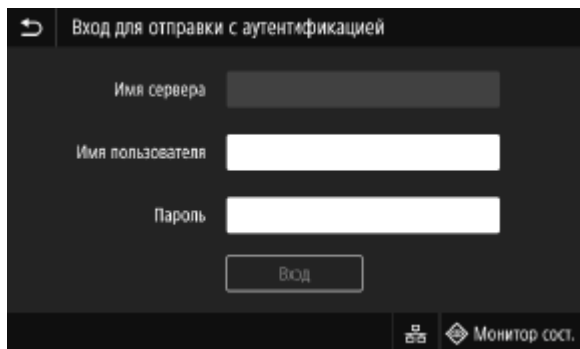 Вход для отправки с аутентификацией
Имя сервера
Имя пользователя
Пароль
Вход
Монитор сост.